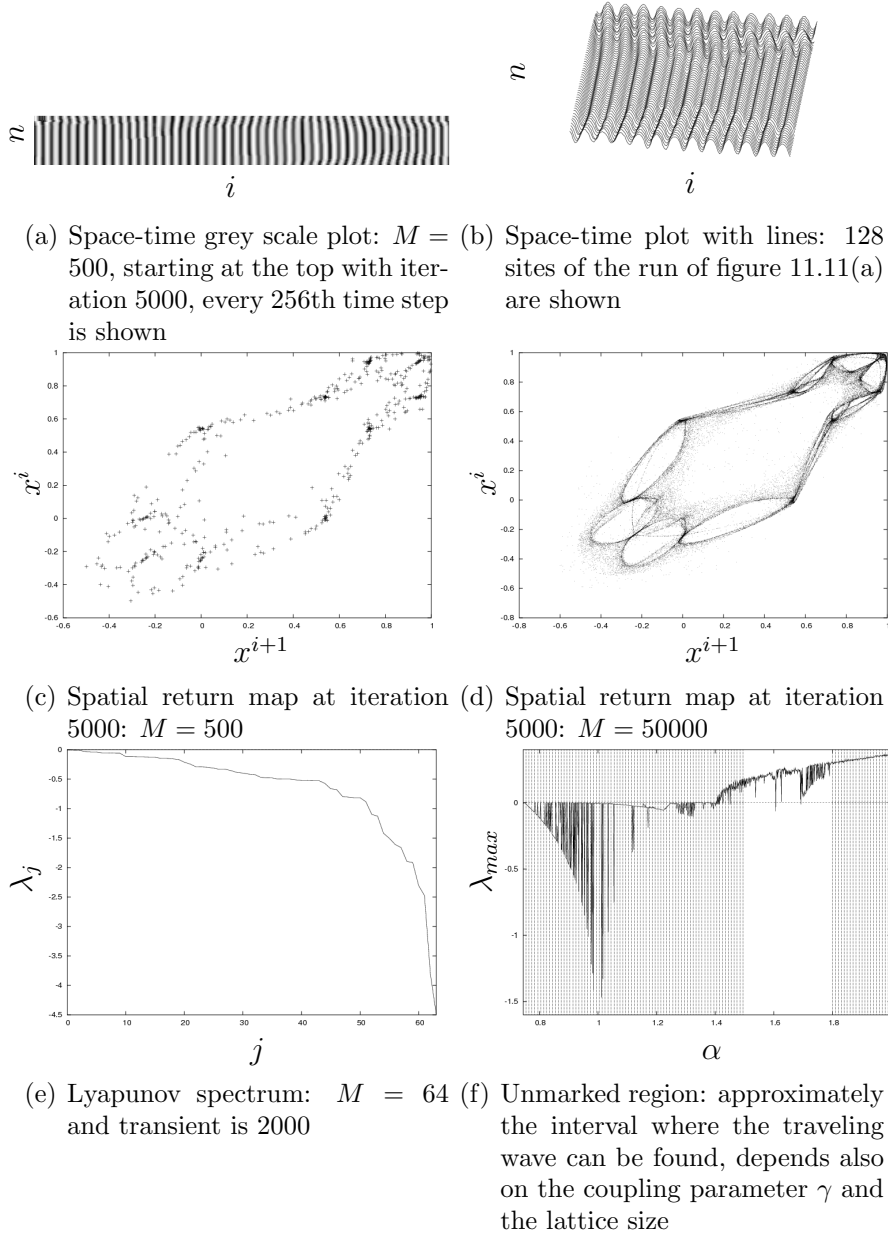 n
i
n
i
(a) Space-time grey scale plot: M =
500, starting at the top with iter-
ation 5000, every 256th time step
is shown
(b) Space-time plot with lines: 128
sites of the run of figure 11.11(a)
are shown
1
0.8
0.6
0.4
0.2
0
-0.2
-0.4
-0.6
x^i
-0.6 -0.4 -0.2 0 0.2 0.4 0.6 0.8 1
x^{i+1}
1
0.8
0.6
0.4
0.2
0
-0.2
-0.4
-0.6
-0.8
x^i
-0.8 -0.6 -0.4 -0.2 0 0.2 0.4 0.6 0.8 1
x^{i+1}
(c) Spatial return map at iteration
5000: M = 500
(d) Spatial return map at iteration
5000: M = 50000
0
-0.5
-1
-1.5
-2
-2.5
-3
-3.5
-4
-4.5
λ_j
0 10 20 30 40 50 60
j
0
-0.5
-1
-1.5
λ_{max}
0.8 1 1.2 1.4 1.6 1.8
α
(e) Lyapunov spectrum: M = 64
and transient is 2000
(f) Unmarked region: approximately
the interval where the traveling
wave can be found, depends also
on the coupling parameter γ and
the lattice size